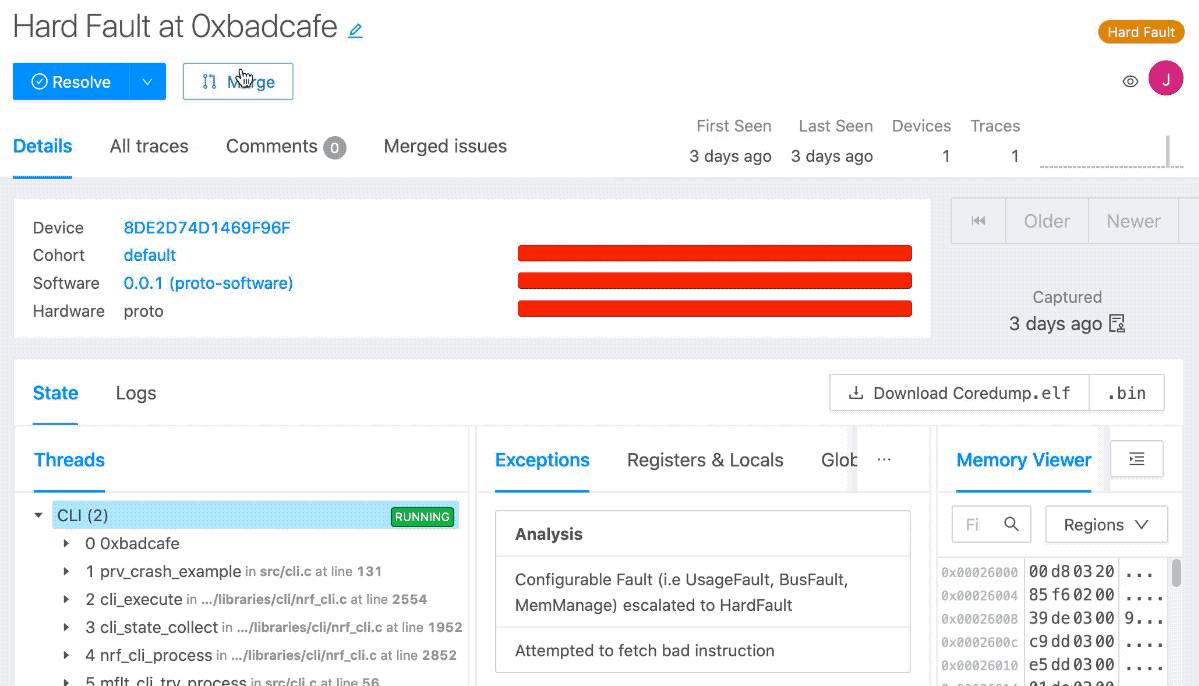 Hard Fault at 0xbadcafe
Hard Fault
Resolve
Merge
J
Details All traces Comments 0 Merged issues
First Seen Last Seen Devices Traces
3 days ago 3 days ago 1 1
Device 8DE2D74D1469F96F
Cohort default
Software 0.0.1 (proto-software)
Hardware proto
Older Newer
Captured
3 days ago
State Logs
Download Coredump.elf .bin
Threads
CLI (2) RUNNING
0 0xbadcafe
1 prv_crash_example in src/cli.c at line 131
2 cli_execute in .../libraries/cli/nrf_cli.c at line 2554
3 cli_state_collect in .../libraries/cli/nrf_cli.c at line 1952
4 nrf_cli_process in .../libraries/cli/nrf_cli.c at line 2852
5 mflt_cli_try_process in src/cli.c at line 56
Exceptions Registers & Locals Glob ...
Analysis
Configurable Fault (i.e UsageFault, BusFault,
MemManage) escalated to HardFault
Attempted to fetch bad instruction
Memory Viewer
Fi Regions
0x00026000 00 d8 03 20 ...
0x00026004 85 f6 02 00 ....
0x00026008 39 de 03 00 9...
0x0002600c c9 dd 03 00 ....
0x00026010 e5 dd 03 00 ....